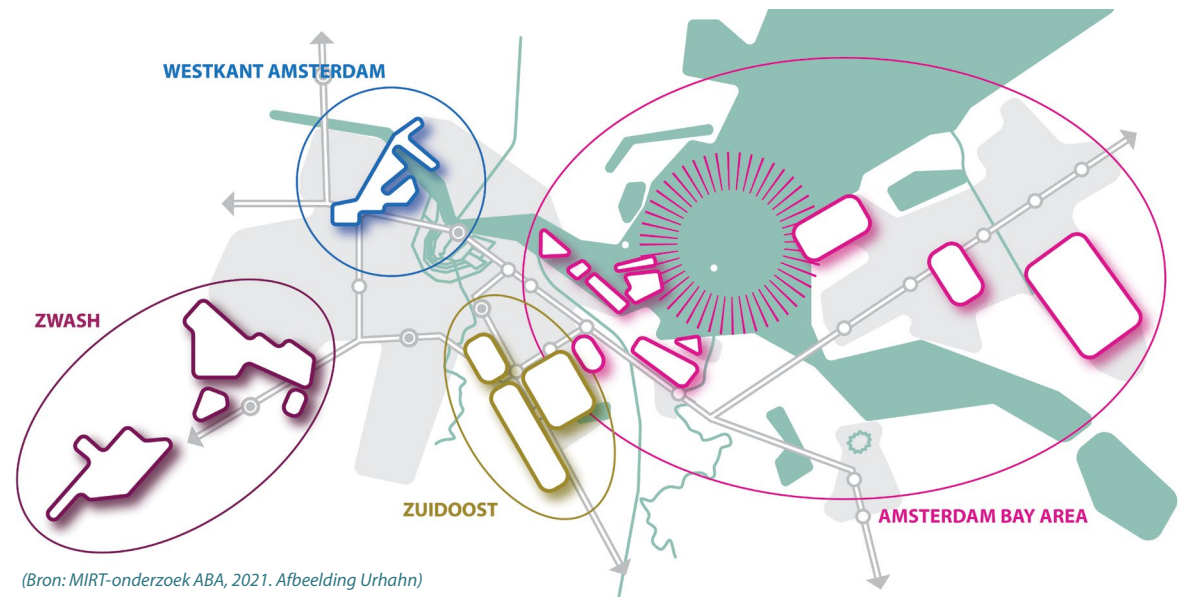 WESTKANT AMSTERDAM
ZWASH
ZUIDOOST
AMSTERDAM BAY AREA
(Bron: MIRT-onderzoek ABA, 2021. Afbeelding Urhahn)